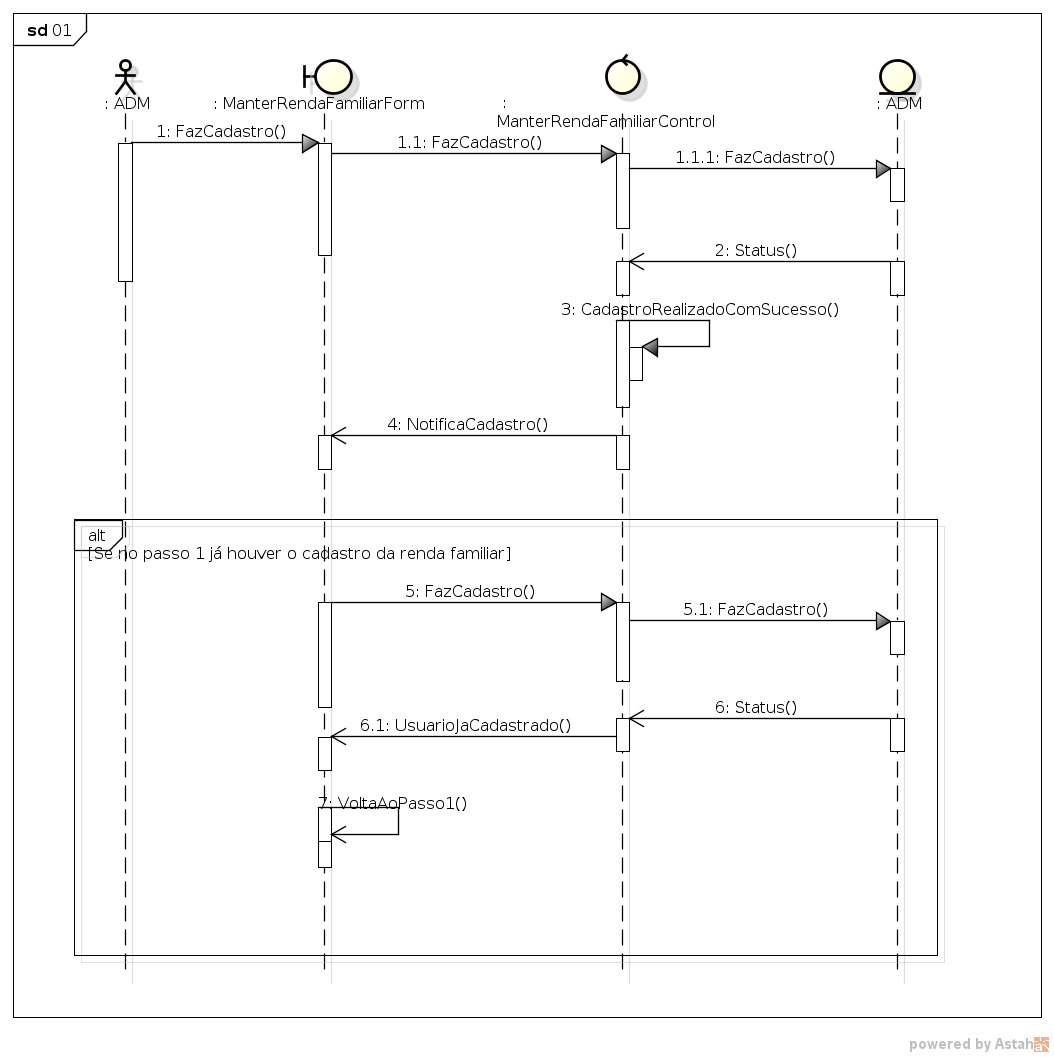 sd 01
: ADM
: ManterRendaFamiliarForm
:
ManterRendaFamiliarControl
: ADM
1: FazCadastro()
1.1: FazCadastro()
1.1.1: FazCadastro()
2: Status()
3: CadastroRealizadoComSucesso()
4: NotificaCadastro()
alt
[Se no passo 1 já houver o cadastro da renda familiar]
5: FazCadastro()
5.1: FazCadastro()
6: Status()
6.1: UsuarioJaCadastrado()
7: VoltaAoPasso1()
powered by Astah